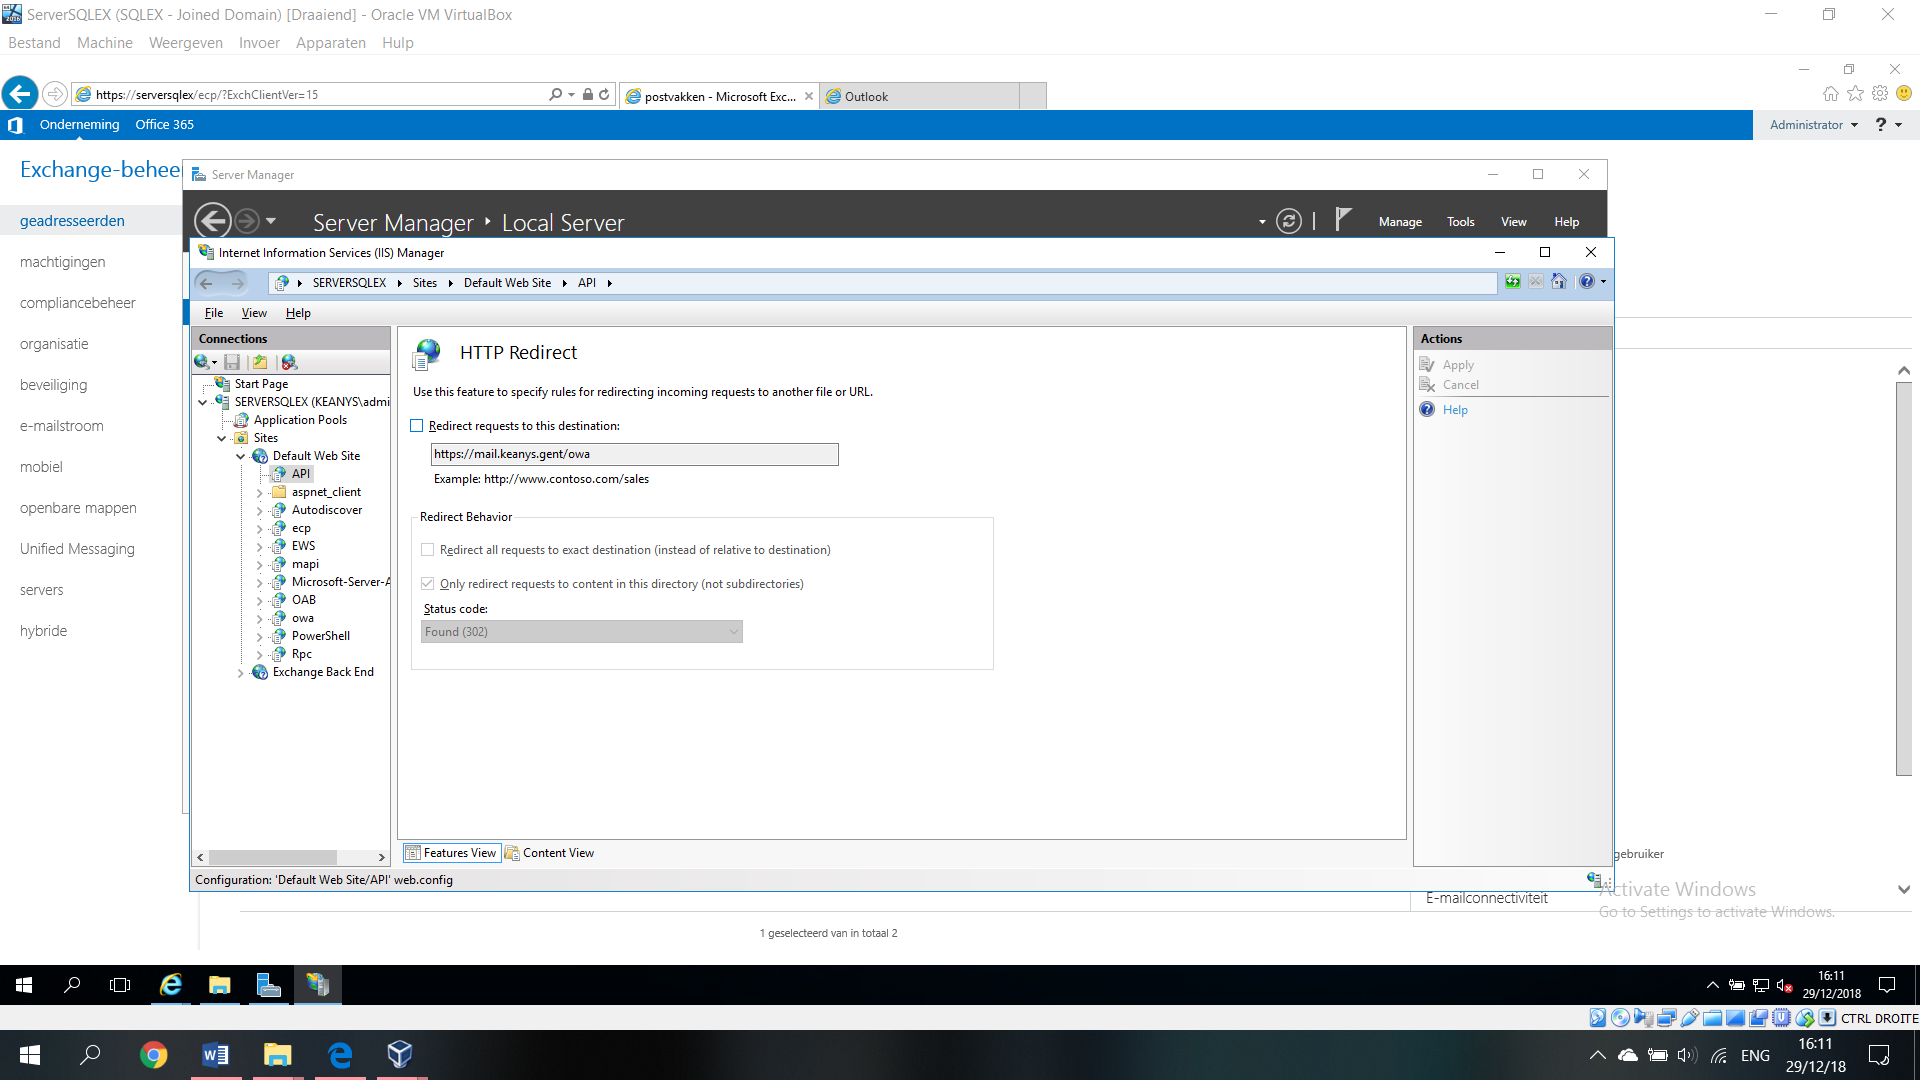 ServerSQLEX (SQLEX - Joined Domain) [Draaiend] - Oracle VM VirtualBox
Bestand Machine Weergeven Invoer Apparaten Hulp
https://serversqlex/ecp/?ExchClientVer=15
postvakken - Microsoft Exc...
Outlook
Onderneming Office 365
Administrator ?
Exchange-behee
geadresseerden
machtigingen
compliancebeheer
organisatie
beveiliging
e-mailstroom
mobiel
openbare mappen
Unified Messaging
servers
hybride
Server Manager
Server Manager Local Server
Manage Tools View Help
Internet Information Services (IIS) Manager
SERVERSQLEX Sites Default Web Site API
File View Help
Connections
Start Page
SERVERSQLEX (KEANYS\admi
Application Pools
Sites
Default Web Site
API
aspnet_client
Autodiscover
ecp
EWS
mapi
Microsoft-Server-A
OAB
owa
PowerShell
Rpc
Exchange Back End
HTTP Redirect
Use this feature to specify rules for redirecting incoming requests to another file or URL.
Redirect requests to this destination:
https://mail.keanys.gent/owa
Example: http://www.contoso.com/sales
Redirect Behavior
Redirect all requests to exact destination (instead of relative to destination)
Only redirect requests to content in this directory (not subdirectories)
Status code:
Found (302)
Actions
Apply
Cancel
Help
Features View Content View
Configuration: 'Default Web Site/API' web.config
gebruiker
E-mailconnectiviteit
Activate Windows
Go to Settings to activate Windows.
1 geselecteerd van in totaal 2
16:11
29/12/2018
CTRL DROITE
ENG
16:11
29/12/18